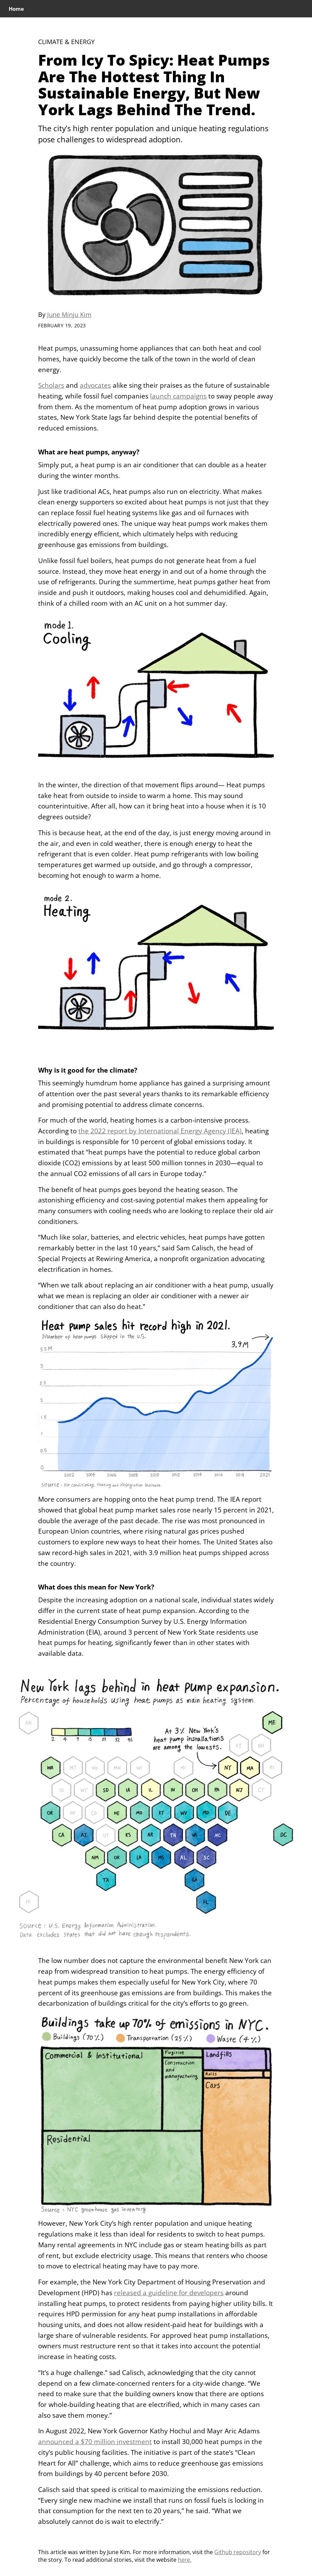 Home
CLIMATE & ENERGY
From Icy To Spicy: Heat Pumps
Are The Hottest Thing In
Sustainable Energy, But New
York Lags Behind The Trend.
The city's high renter population and unique heating regulations
pose challenges to widespread adoption.
By June Minju Kim
FEBRUARY 19, 2023
Heat pumps, unassuming home appliances that can both heat and cool
homes, have quickly become the talk of the town in the world of clean
energy.
Scholars and advocates alike sing their praises as the future of sustainable
heating, while fossil fuel companies launch campaigns to sway people away
from them. As the momentum of heat pump adoption grows in various
states, New York State lags far behind despite the potential benefits of
reduced emissions.
What are heat pumps, anyway?
Simply put, a heat pump is an air conditioner that can double as a heater
during the winter months.
Just like traditional ACs, heat pumps also run on electricity. What makes
clean energy supporters so excited about heat pumps is not just that they
can replace fossil fuel heating systems like gas and oil furnaces with
electrically powered ones. The unique way heat pumps work makes them
incredibly energy efficient, which ultimately helps with reducing
greenhouse gas emissions from buildings.
Unlike fossil fuel boilers, heat pumps do not generate heat from a fuel
source. Instead, they move heat energy in and out of a home through the
use of refrigerants. During the summertime, heat pumps gather heat from
inside and push it outdoors, making houses cool and dehumidified. Again,
think of a chilled room with an AC unit on a hot summer day.
mode 1.
Cooling
In the winter, the direction of that movement flips around— Heat pumps
take heat from outside to inside to warm a home. This may sound
counterintuitive. After all, how can it bring heat into a house when it is 10
degrees outside?
This is because heat, at the end of the day, is just energy moving around in
the air, and even in cold weather, there is enough energy to heat the
refrigerant that is even colder. Heat pump refrigerants with low boiling
temperatures get warmed up outside, and go through a compressor,
becoming hot enough to warm a home.
mode 2.
Heating
Why is it good for the climate?
This seemingly humdrum home appliance has gained a surprising amount
of attention over the past several years thanks to its remarkable efficiency
and promising potential to address climate concerns.
For much of the world, heating homes is a carbon-intensive process.
According to the 2022 report by International Energy Agency (IEA), heating
in buildings is responsible for 10 percent of global emissions today. It
estimated that "heat pumps have the potential to reduce global carbon
dioxide (CO2) emissions by at least 500 million tonnes in 2030—equal to
the annual CO2 emissions of all cars in Europe today."
The benefit of heat pumps goes beyond the heating season. The
astonishing efficiency and cost-saving potential makes them appealing for
many consumers with cooling needs who are looking to replace their old air
conditioners.
"Much like solar, batteries, and electric vehicles, heat pumps have gotten
remarkably better in the last 10 years," said Sam Calisch, the head of
Special Projects at Rewiring America, a nonprofit organization advocating
electrification in homes.
"When we talk about replacing an air conditioner with a heat pump, usually
what we mean is replacing an older air conditioner with a newer air
conditioner that can also do heat."
Heat pump sales hit record high in 2021.
Number of heat pumps shipped in the U.S.
3.9M
3.5M
3
2.5
2
1.5
1
0.5
0
2021
More consumers are hopping onto the heat pump trend. The IEA report
showed that global heat pump market sales rose nearly 15 percent in 2021,
double the average of the past decade. The rise was most pronounced in
European Union countries, where rising natural gas prices pushed
customers to explore new ways to heat their homes. The United States also
saw record-high sales in 2021, with 3.9 million heat pumps shipped across
the country.
What does this mean for New York?
Despite the increasing adoption on a national scale, individual states widely
differ in the current state of heat pump expansion. According to the
Residential Energy Consumption Survey by U.S. Energy Information
Administration (EIA), around 3 percent of New York State residents use
heat pumps for heating, significantly fewer than in other states with
available data.
New York lags behind in heat pump expansion.
Percentage of households using heat pumps as main heating system.
At 3% New York's
heat pump installations
are among the lowests.
ME
WA NY MA
SD IA IL IN OH PA NJ
OR NE MO KY WV MD DE
CA AZ KS AR TN VA NC DC
NM OK LA MS AL SC
TX GA
FL
Source: U.S. Energy Information Administration
Data excludes states that did not have enough respondents.
The low number does not capture the environmental benefit New York can
reap from widespread transition to heat pumps. The energy efficiency of
heat pumps makes them especially useful for New York City, where 70
percent of its greenhouse gas emissions are from buildings. This makes the
decarbonization of buildings critical for the city's efforts to go green.
Buildings take up 70% of emissions in NYC.
Buildings (70%) Transportation (25%) Waste (4%)
Commercial & Institutional
Fugitive
Construction
and
manufacturing
Landfills
Cars
Residential
Source: NYC greenhouse gas inventory
However, New York City's high renter population and unique heating
regulations make it less than ideal for residents to switch to heat pumps.
Many rental agreements in NYC include gas or steam heating bills as part
of rent, but exclude electricity usage. This means that renters who choose
to move to electrical heating may have to pay more.
For example, the New York City Department of Housing Preservation and
Development (HPD) has released a guideline for developers around
installing heat pumps, to protect residents from paying higher utility bills. It
requires HPD permission for any heat pump installations in affordable
housing units, and does not allow resident-paid heat for buildings with a
large share of vulnerable residents. For approved heat pump installations,
owners must restructure rent so that it takes into account the potential
increase in heating costs.
"It's a huge challenge." sad Calisch, acknowledging that the city cannot
depend on a few climate-concerned renters for a city-wide change. "We
need to make sure that the building owners know that there are options
for whole-building heating that are electrified, which in many cases can
also save them money."
In August 2022, New York Governor Kathy Hochul and Mayr Aric Adams
announced a $70 million investment to install 30,000 heat pumps in the
city's public housing facilities. The initiative is part of the state's "Clean
Heart for All" challenge, which aims to reduce greenhouse gas emissions
from buildings by 40 percent before 2030.
Calisch said that speed is critical to maximizing the emissions reduction.
"Every single new machine we install that runs on fossil fuels is locking in
that consumption for the next ten to 20 years," he said. "What we
absolutely cannot do is wait to electrify."
This article was written by June Kim. For more information, visit the Github repository for
the story. To read additional stories, visit the website here.